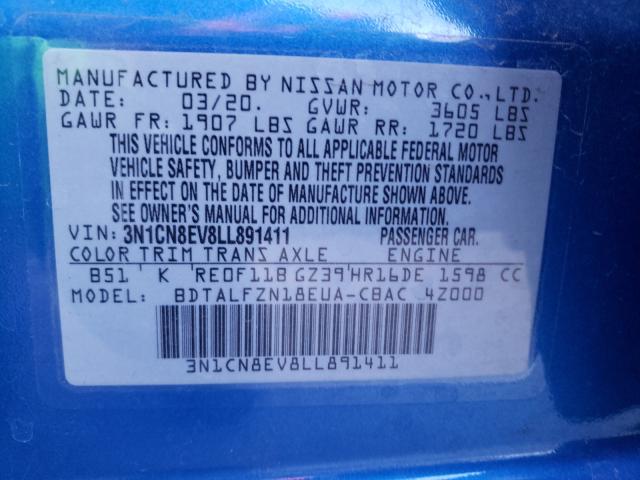 MANUFACTURED BY NISSAN MOTOR CO.,LTD.
DATE: 03/20. GVWR: 3605 LBS
GAWR FR: 1907 LBS GAWR RR: 1720 LBS
THIS VEHICLE CONFORMS TO ALL APPLICABLE FEDERAL MOTOR
VEHICLE SAFETY, BUMPER AND THEFT PREVENTION STANDARDS
IN EFFECT ON THE DATE OF MANUFACTURE SHOWN ABOVE.
SEE OWNER'S MANUAL FOR ADDITIONAL INFORMATION.
VIN: 3N1CN8EV8LL891411 PASSENGER CAR.
COLOR TRIM TRANS AXLE ENGINE
B51 K RE0F11B GZ39 HR16DE 1598 CC
MODEL: BDTALFZN18EUA-CBAC 4Z000
3N1CN8EV8LL891411